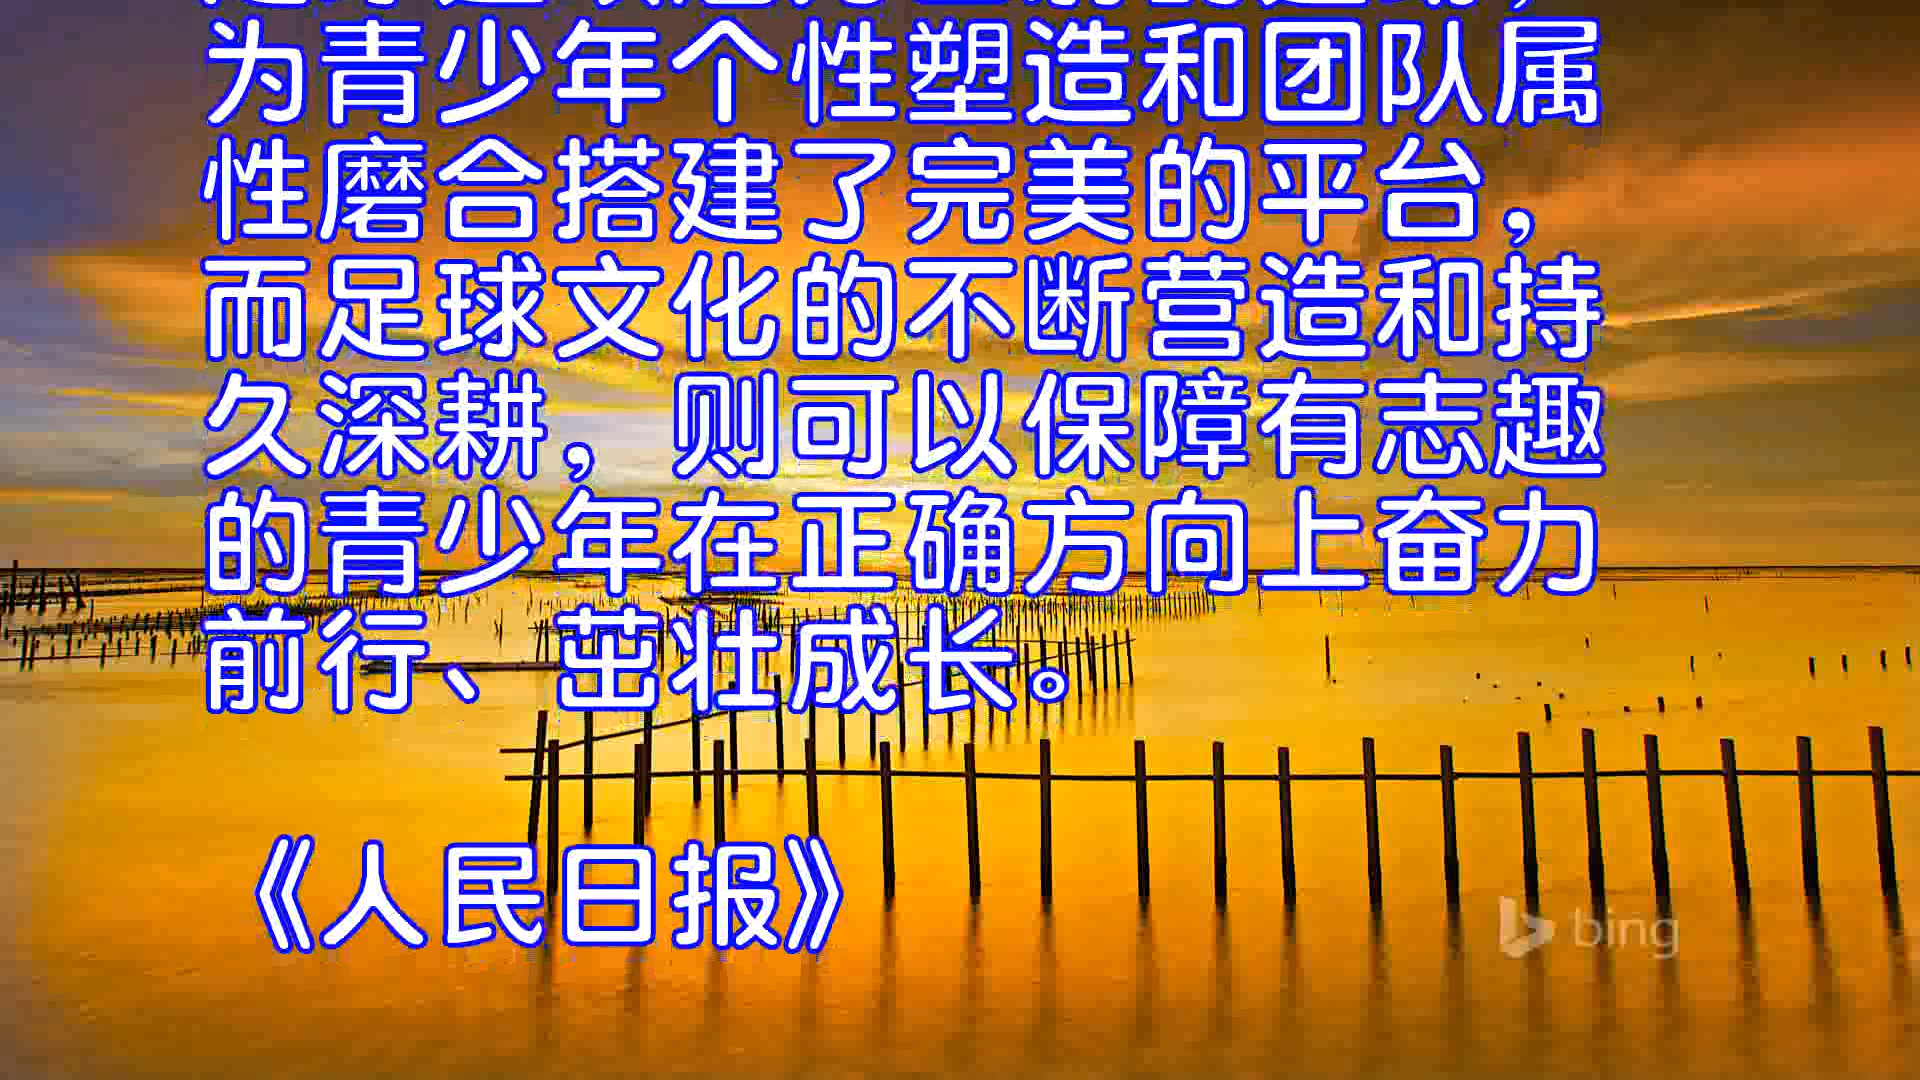 为青少年个性塑造和团队属
性磨合搭建了完美的平台，
而足球文化的不断营造和持
久深耕，则可以保障有志趣
的青少年在正确方向上奋力
前行、茁壮成长。
《人民日报》
bing